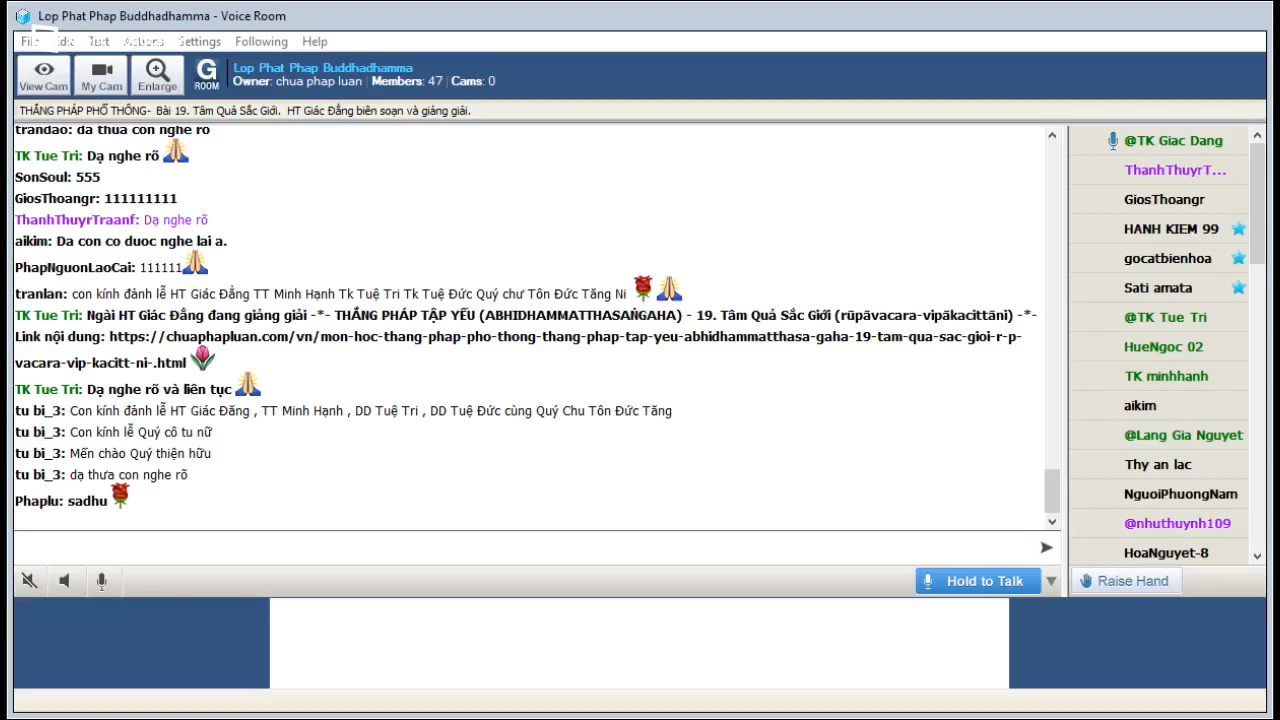 Lop Phat Phap Buddhadhamma - Voice Room
Text Actions Settings Following Help
View Cam
My Cam
Enlarge
G ROOM
Lop Phat Phap Buddhadhamma
Owner: chua phap luan Members: 47 Cams: 0
THẮNG PHÁP PHỔ THÔNG- Bài 19. Tâm Quả Sắc Giới. HT Giác Đẳng biên soạn và giảng giải.
trandao: da thua con nghe ro
TK Tue Tri: Dạ nghe rõ
SonSoul: 555
GiosThoangr: 111111111
ThanhThuyrTraanf: Dạ nghe rõ
aikim: Da con co duoc nghe lai a.
PhapNguonLaoCai: 111111
tranlan: con kính đảnh lễ HT Giác Đẳng TT Minh Hạnh Tk Tuệ Tri Tk Tuệ Đức Quý chư Tôn Đức Tăng Ni
TK Tue Tri: Ngài HT Giác Đẳng đang giảng giải -*- THẮNG PHÁP TẬP YẾU (ABHIDHAMMATTHASAṄGAHA) - 19. Tâm Quả Sắc Giới (rūpāvacara-vipākacittāni) -*-
Link nội dung: https://chuaphapluan.com/vn/mon-hoc-thang-phap-pho-thong-thang-phap-tap-yeu-abhidhammatthasa-gaha-19-tam-qua-sac-gioi-r-p-
vacara-vip-kacitt-ni-.html
TK Tue Tri: Dạ nghe rõ và liên tục
tu bi_3: Con kính đảnh lễ HT Giác Đăng , TT Minh Hạnh , DD Tuệ Tri , DD Tuệ Đức cùng Quý Chu Tôn Đức Tăng
tu bi_3: Con kính lễ Quý cô tu nữ
tu bi_3: Mến chào Quý thiện hữu
tu bi_3: dạ thưa con nghe rõ
Phaplu: sadhu
@TK Giac Dang
ThanhThuyrT...
GiosThoangr
HANH KIEM 99
gocatbienhoa
Sati amata
@TK Tue Tri
HueNgoc 02
TK minhhanh
aikim
@Lang Gia Nguyet
Thy an lac
NguoiPhuongNam
@nhuthuynh109
HoaNguyet-8
Hold to Talk
Raise Hand